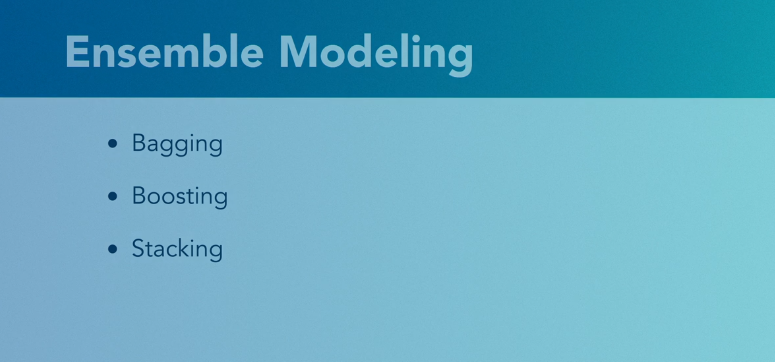 Ensemble Modeling
• Bagging
• Boosting
• Stacking